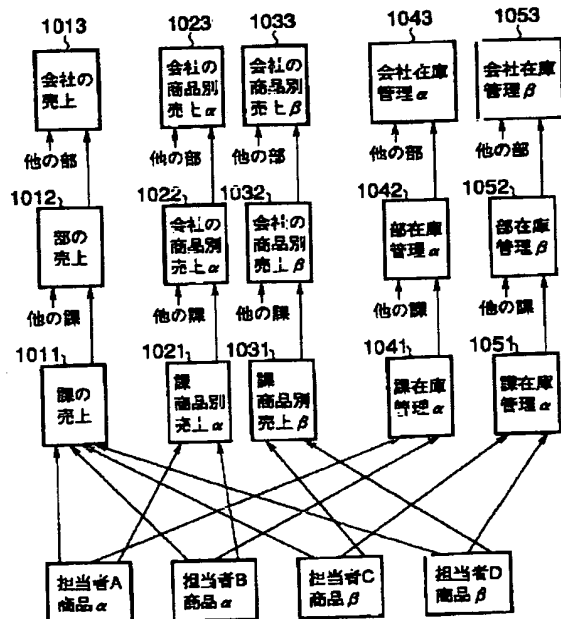 1013
1023
1033
1043
1053
会社の
売上
会社の
商品別
売上α
会社の
商品別
売上β
会社在庫
管理α
会社在庫
管理β
他の部
他の部
他の部
他の部
他の部
1012
1022
1032
1042
1052
部の
売上
会社の
商品別
売上α
会社の
商品別
売上β
部在庫
管理α
部在庫
管理β
他の課
他の課
他の課
他の課
他の課
1011
1021
1031
1041
1051
課の
売上
課
商品別
売上α
課
商品別
売上β
課在庫
管理α
課在庫
管理α
担当者A
商品α
担当者B
商品α
担当者C
商品β
担当者D
商品β